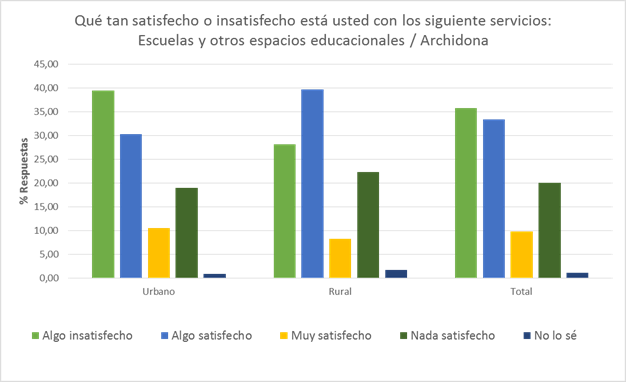 Qué tan satisfecho o insatisfecho está usted con los siguiente servicios:
Escuelas y otros espacios educacionales / Archidona
45,00
40,00
35,00
30,00
25,00
20,00
15,00
10,00
5,00
0,00
% Respuestas
Urbano Rural Total
Algo insatisfecho Algo satisfecho Muy satisfecho Nada satisfecho No lo sé